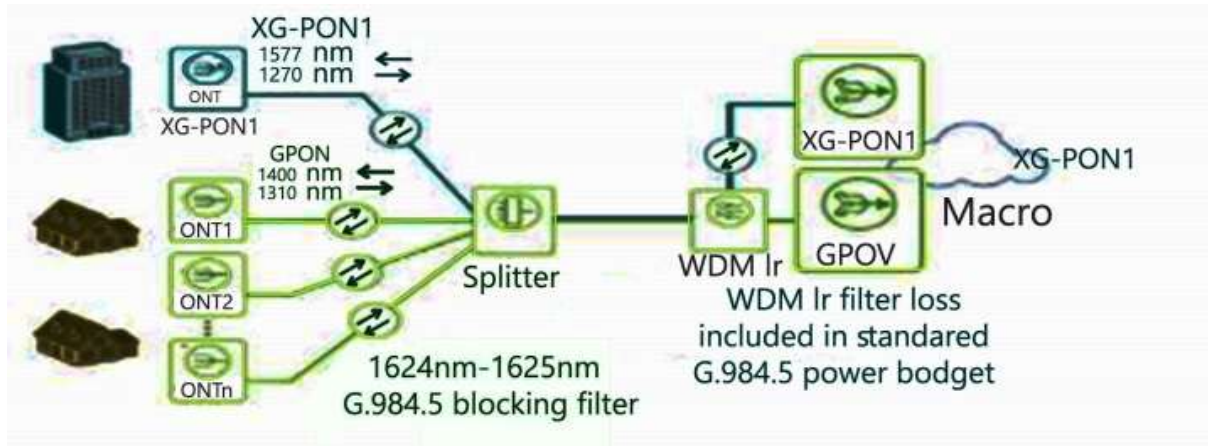 XG-PON1
1577 nm
1270 nm
ONT
XG-PON1
GPON
1400 nm
1310 nm
ONT1
ONT2
ONTn
Splitter
1624nm-1625nm
G.984.5 blocking filter
WDM lr
XG-PON1
GPOV
XG-PON1
Macro
WDM lr filter loss
included in standared
G.984.5 power bodget